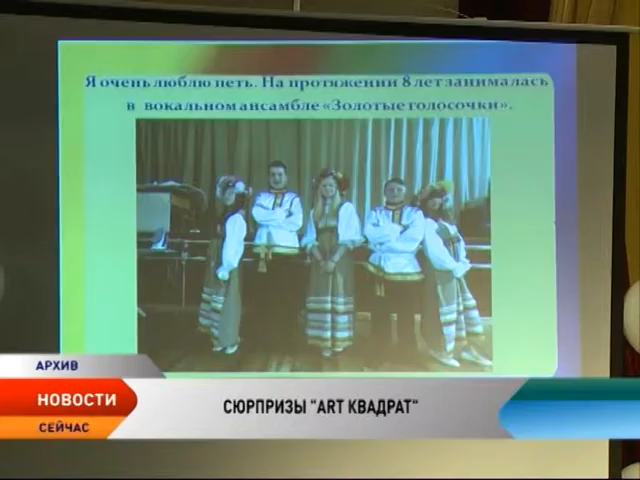 Я очень люблю петь. На протяжении 8 лет занималась
в вокальном ансамбле «Золотые голосочки».
АРХИВ
НОВОСТИ
СЮРПРИЗЫ "ART КВАДРАТ"
СЕЙЧАС